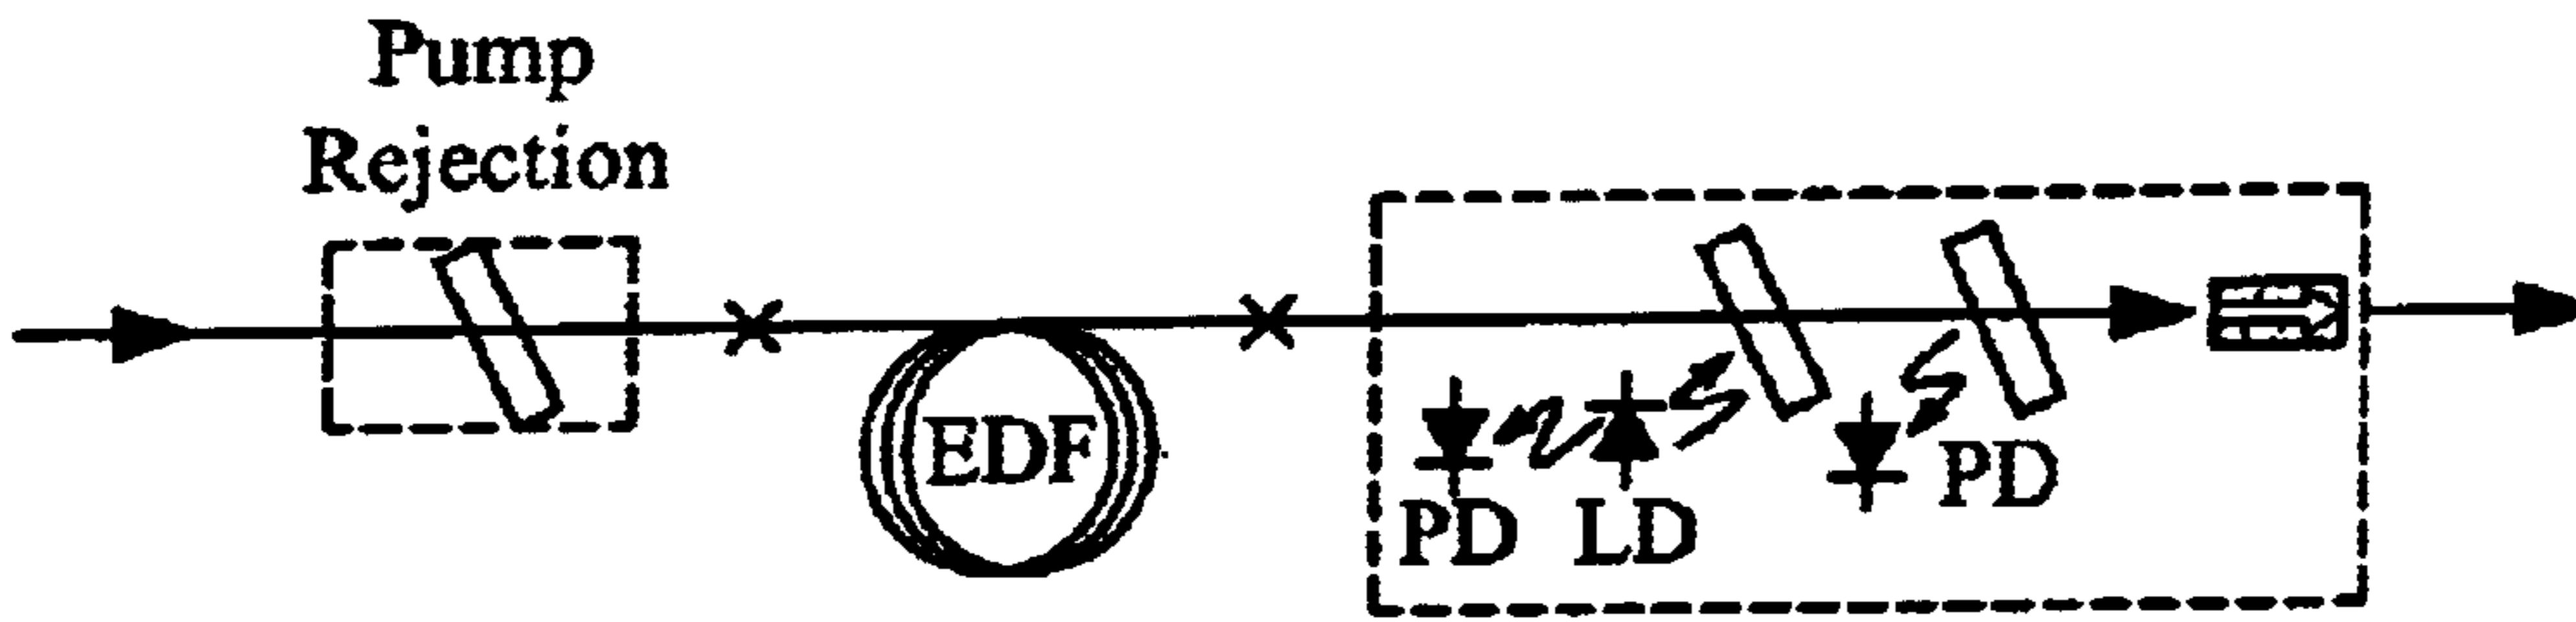 Pump
Rejection
EDF
PD
LD
PD